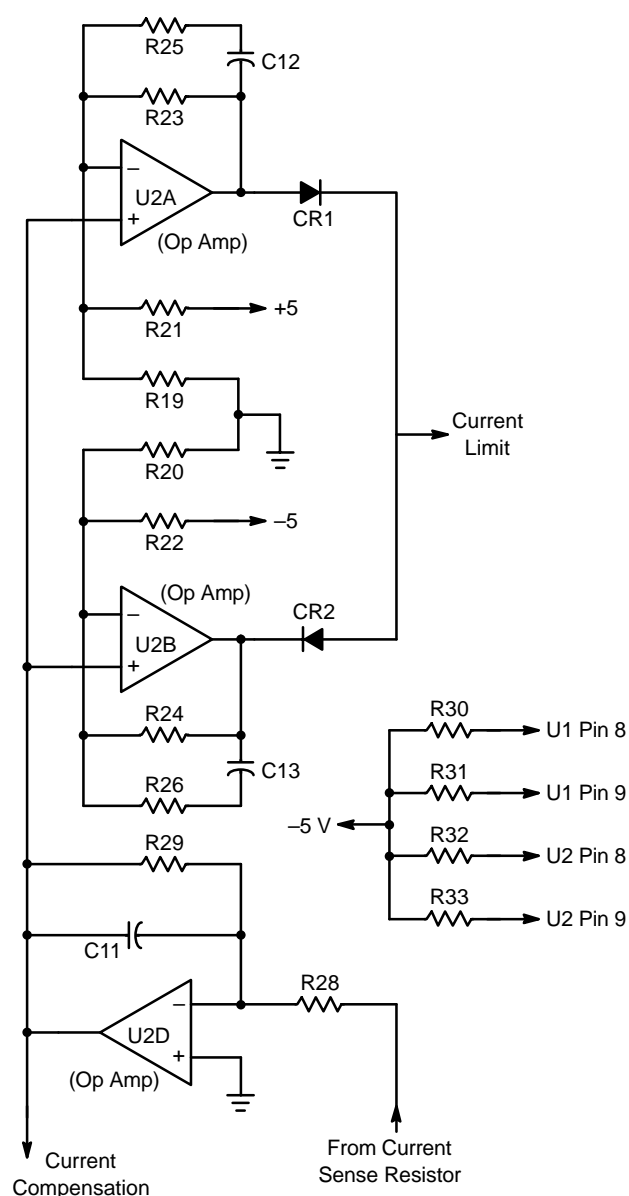 R25
C12
R23
–
U2A
+
(Op Amp)
CR1
R21
+5
R19
Current
Limit
R20
R22
–5
(Op Amp)
–
U2B
+
CR2
R24
C13
R26
R29
C11
R28
–
U2D
+
(Op Amp)
R30
U1 Pin 8
R31
U1 Pin 9
–5 V
R32
U2 Pin 8
R33
U2 Pin 9
Current
Compensation
From Current
Sense Resistor